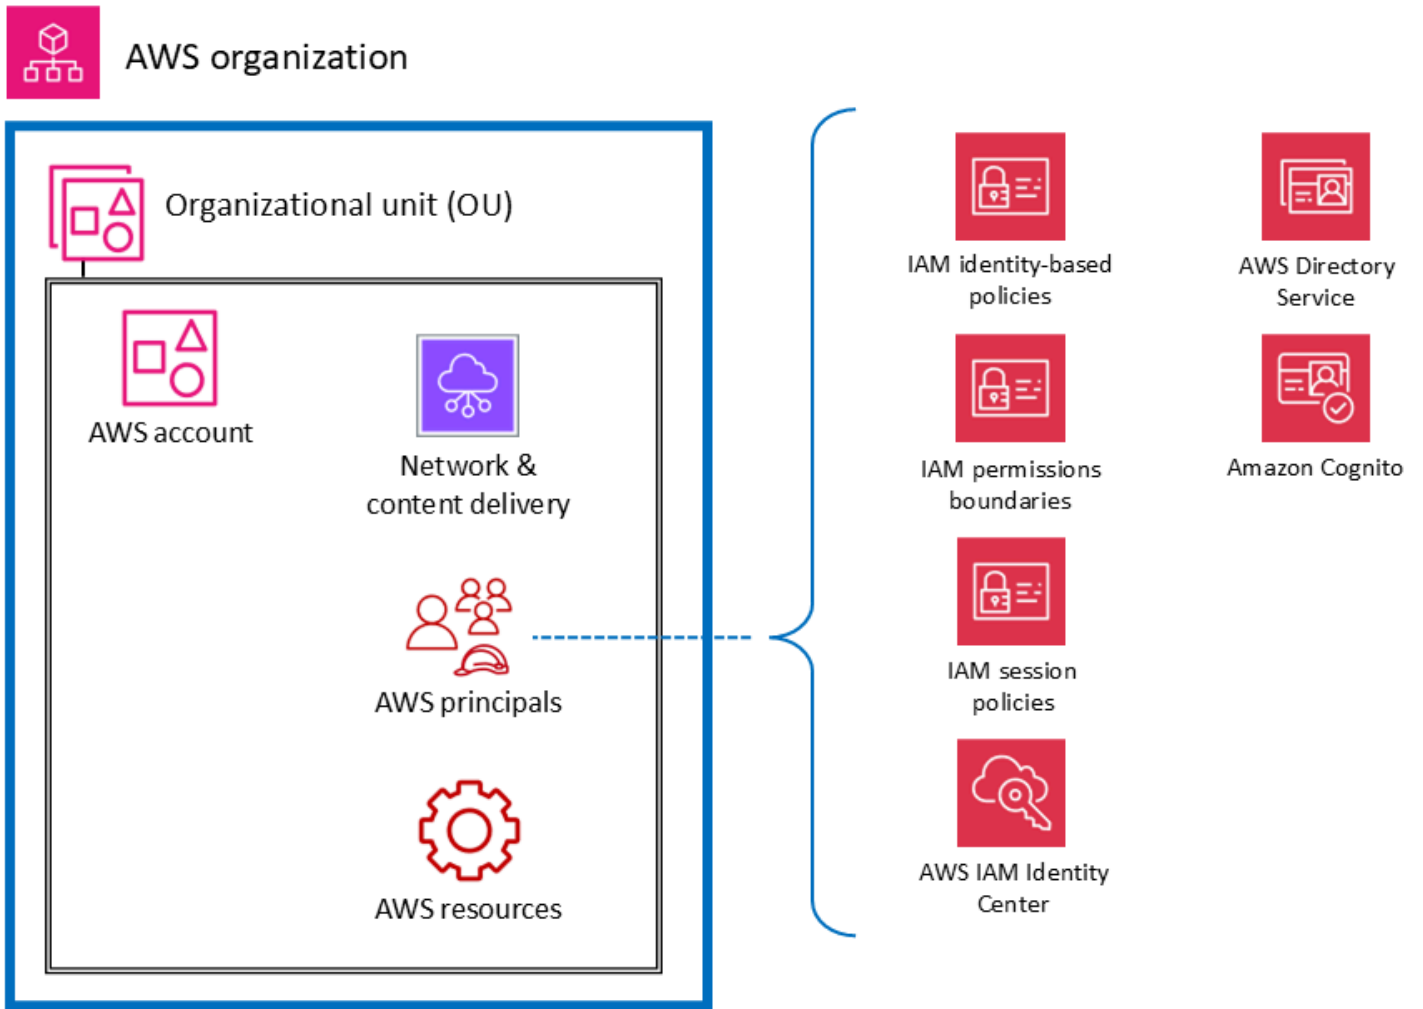 AWS organization
Organizational unit (OU)
AWS account
Network &
content delivery
AWS principals
AWS resources
IAM identity-based
policies
IAM permissions
boundaries
IAM session
policies
AWS IAM Identity
Center
AWS Directory
Service
Amazon Cognito